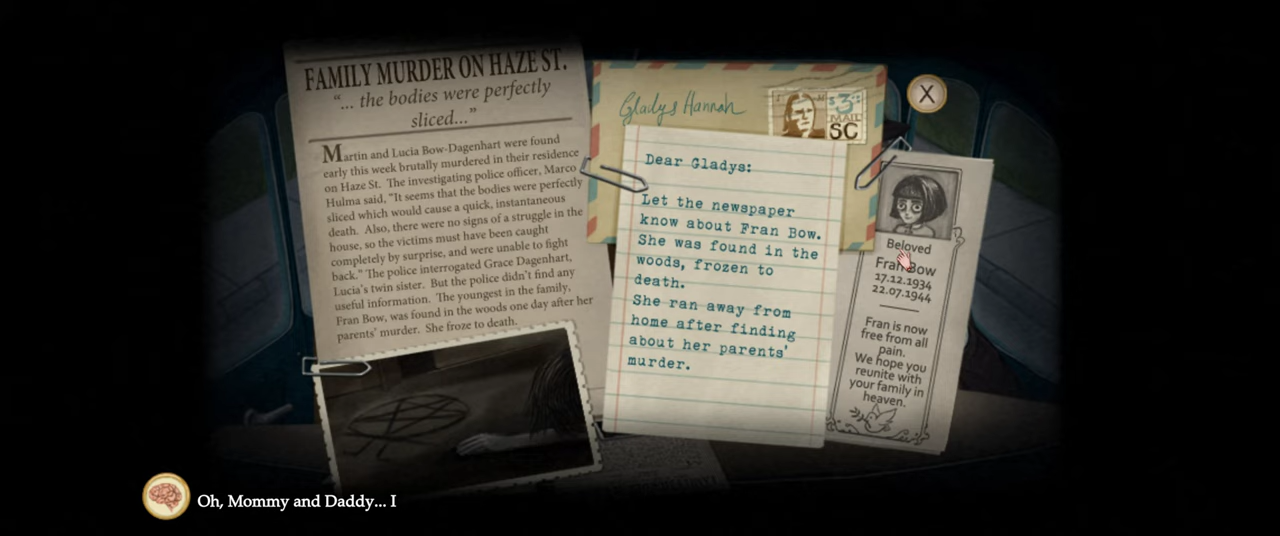 FAMILY MURDER ON HAZE ST.
"... the bodies were perfectly
sliced..."
Martin and Lucia Bow-Dagenhart were found
early this week brutally murdered in their residence
on Haze St. The investigating police officer, Marco
Hulma said, "It seems that the bodies were perfectly
sliced which would cause a quick, instantaneous
death. Also, there were no signs of a struggle in the
house, so the victims must have been caught
completely by surprise, and were unable to fight
back." The police interrogated Grace Dagenhart,
Lucia's twin sister. But the police didn't find any
useful information. The youngest in the family,
Fran Bow, was found in the woods one day after her
parents' murder. She froze to death.
Gladys Hannah
$3
MAIL
SC
Dear Gladys:
Let the newspaper
know about Fran Bow.
She was found in the
woods, frozen to
death.
She ran away from
home after finding
about her parents'
murder.
Beloved
Fran Bow
17.12.1934
22.07.1944
Fran is now
free from all
pain.
We hope you
reunite with
your family in
heaven.
X
Oh, Mommy and Daddy... I